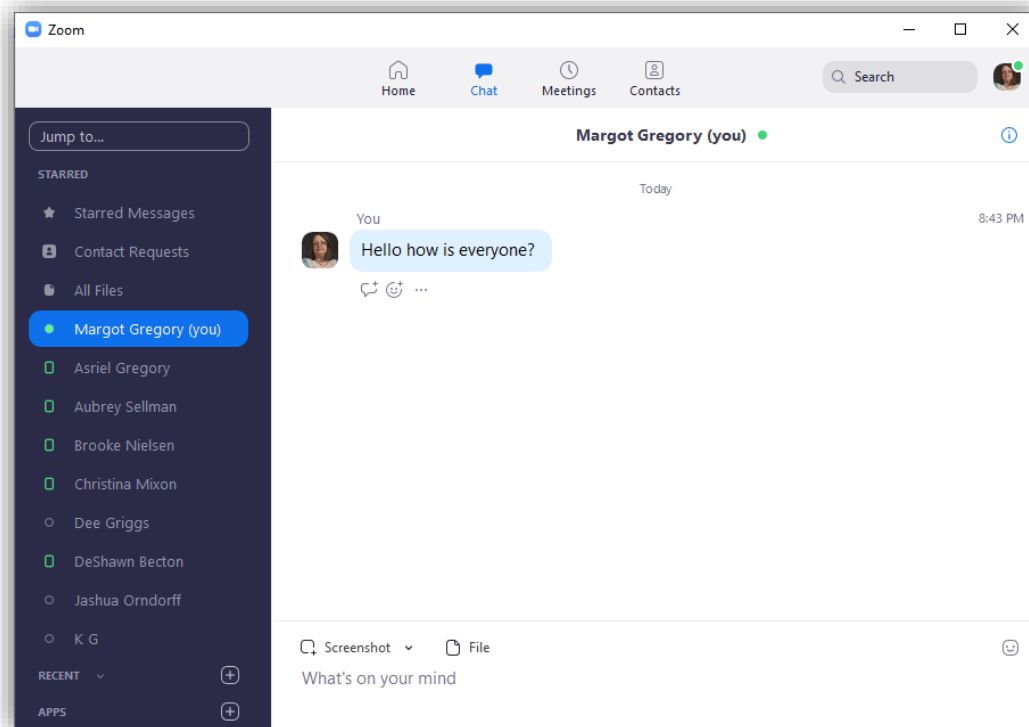 Zoom
Home Chat Meetings Contacts Search
Jump to...
STARRED
Starred Messages
Contact Requests
All Files
Margot Gregory (you)
Asriel Gregory
Aubrey Sellman
Brooke Nielsen
Christina Mixon
Dee Griggs
DeShawn Becton
Jashua Orndorff
K G
RECENT
APPS
Margot Gregory (you)
Today
You 8:43 PM
Hello how is everyone?
Screenshot File
What's on your mind